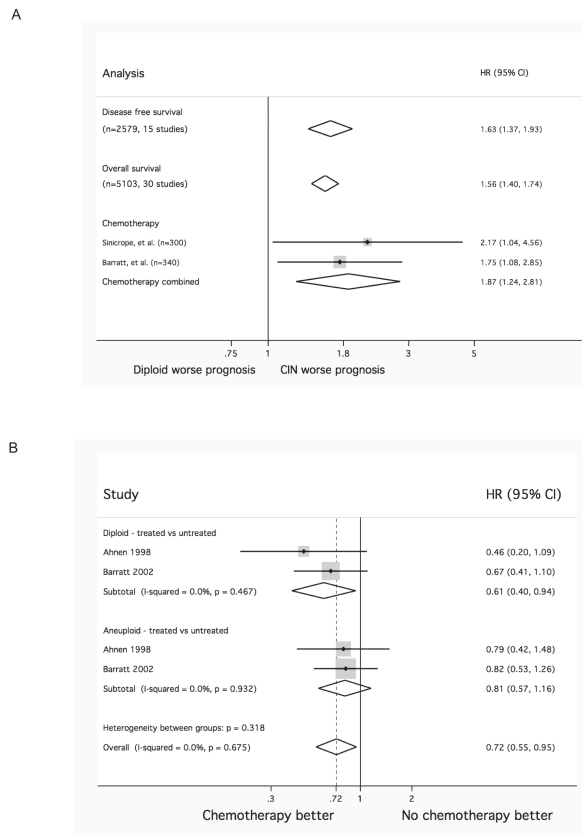 A
Analysis HR (95% CI)
Disease free survival
(n=2579, 15 studies) 1.63 (1.37, 1.93)
Overall survival
(n=5103, 30 studies) 1.56 (1.40, 1.74)
Chemotherapy
Sinicrope, et al. (n=300) 2.17 (1.04, 4.56)
Barratt, et al. (n=340) 1.75 (1.08, 2.85)
Chemotherapy combined 1.87 (1.24, 2.81)
.75 1 1.8 3 5
Diploid worse prognosis CIN worse prognosis
B
Study HR (95% CI)
Diploid - treated vs untreated
Ahnen 1998 0.46 (0.20, 1.09)
Barratt 2002 0.67 (0.41, 1.10)
Subtotal (I-squared = 0.0%, p = 0.467) 0.61 (0.40, 0.94)
Aneuploid - treated vs untreated
Ahnen 1998 0.79 (0.42, 1.48)
Barratt 2002 0.82 (0.53, 1.26)
Subtotal (I-squared = 0.0%, p = 0.932) 0.81 (0.57, 1.16)
Heterogeneity between groups: p = 0.318
Overall (I-squared = 0.0%, p = 0.675) 0.72 (0.55, 0.95)
.3 .72 1 2
Chemotherapy better No chemotherapy better